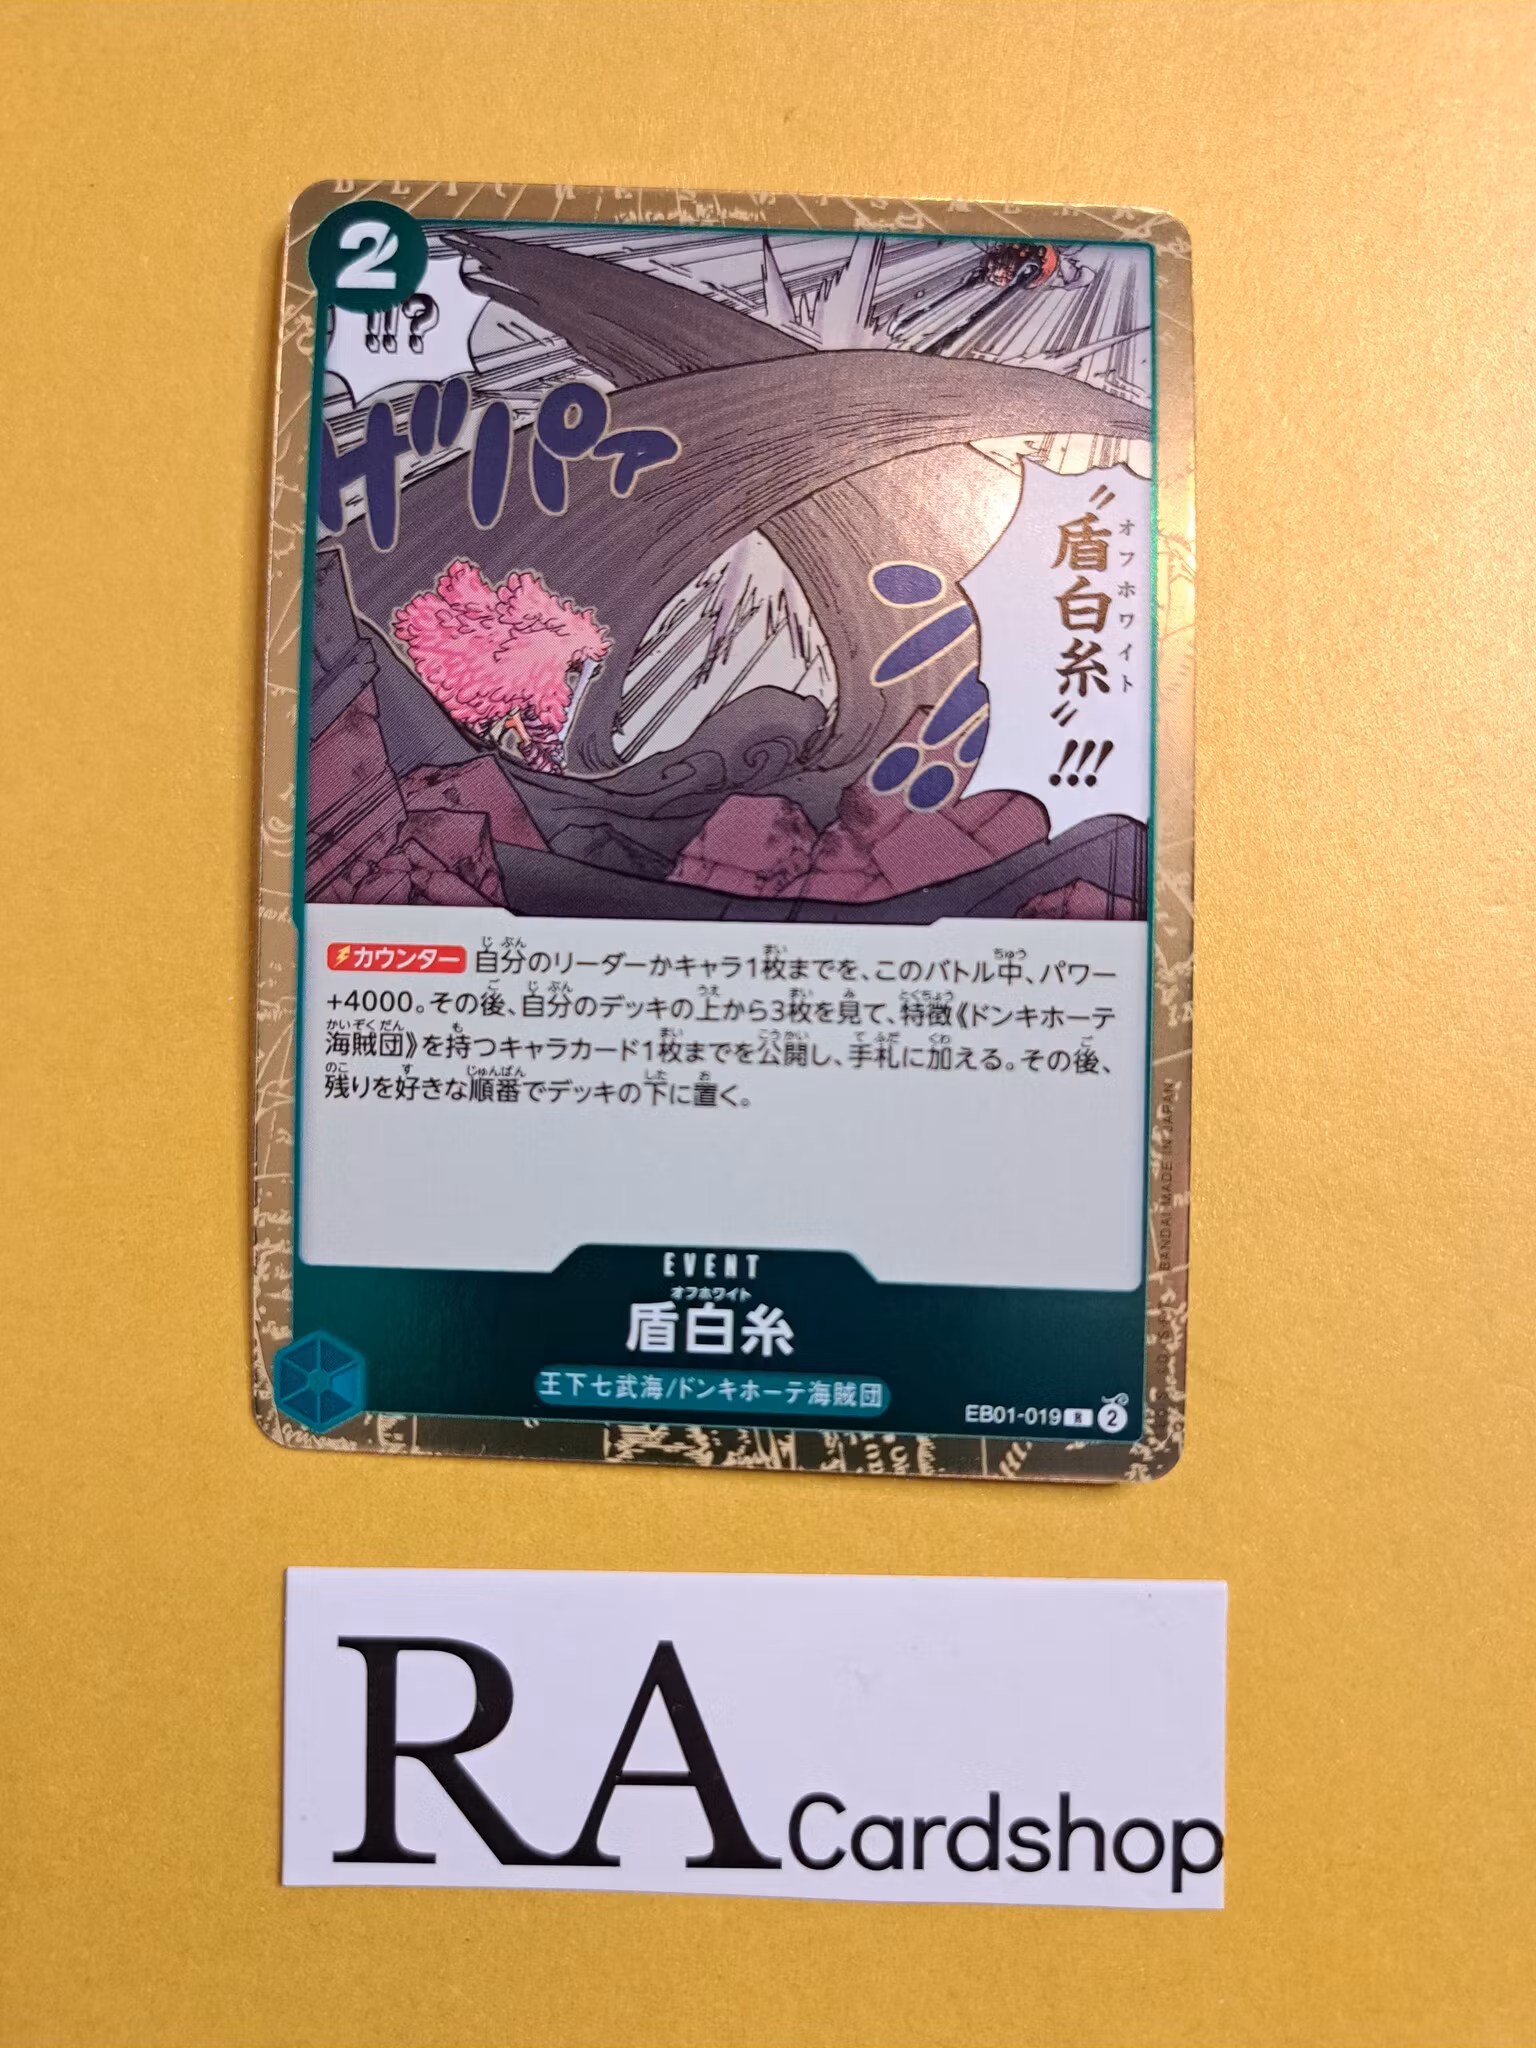 2
!!?
ザパァ
"盾白糸"!!!
オフホワイト
カウンター 自分のリーダーかキャラ1枚までを、このバトル中、パワー
+4000。その後、自分のデッキの上から3枚を見て、特徴《ドンキホーテ
海賊団》を持つキャラカード1枚までを公開し、手札に加える。その後、
残りを好きな順番でデッキの下に置く。
EVENT
オフホワイト
盾白糸
王下七武海/ドンキホーテ海賊団
EB01-019 R 2
BANDAI MADE IN JAPAN
RA Cardshop